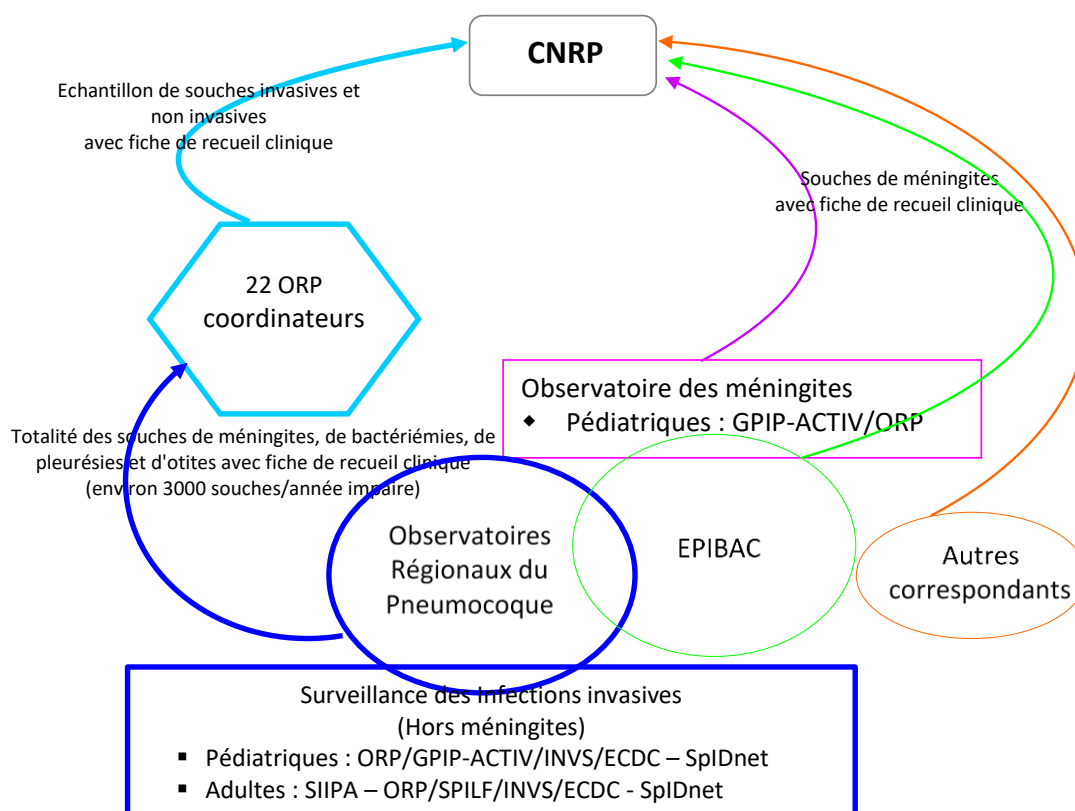 CNRP
Echantillon de souches invasives et
non invasives
avec fiche de recueil clinique
Souches de méningites
avec fiche de recueil clinique
22 ORP
coordinateurs
Observatoire des méningites
◆ Pédiatriques : GPIP-ACTIV/ORP
Totalité des souches de méningites, de bactériémies, de
pleurésies et d'otites avec fiche de recueil clinique
(environ 3000 souches/année impaire)
Observatoires
Régionaux du
Pneumocoque
EPIBAC
Autres
correspondants
Surveillance des Infections invasives
(Hors méningites)
▪ Pédiatriques : ORP/GPIP-ACTIV/INVS/ECDC – SpIDnet
▪ Adultes : SIIPA – ORP/SPILF/INVS/ECDC - SpIDnet